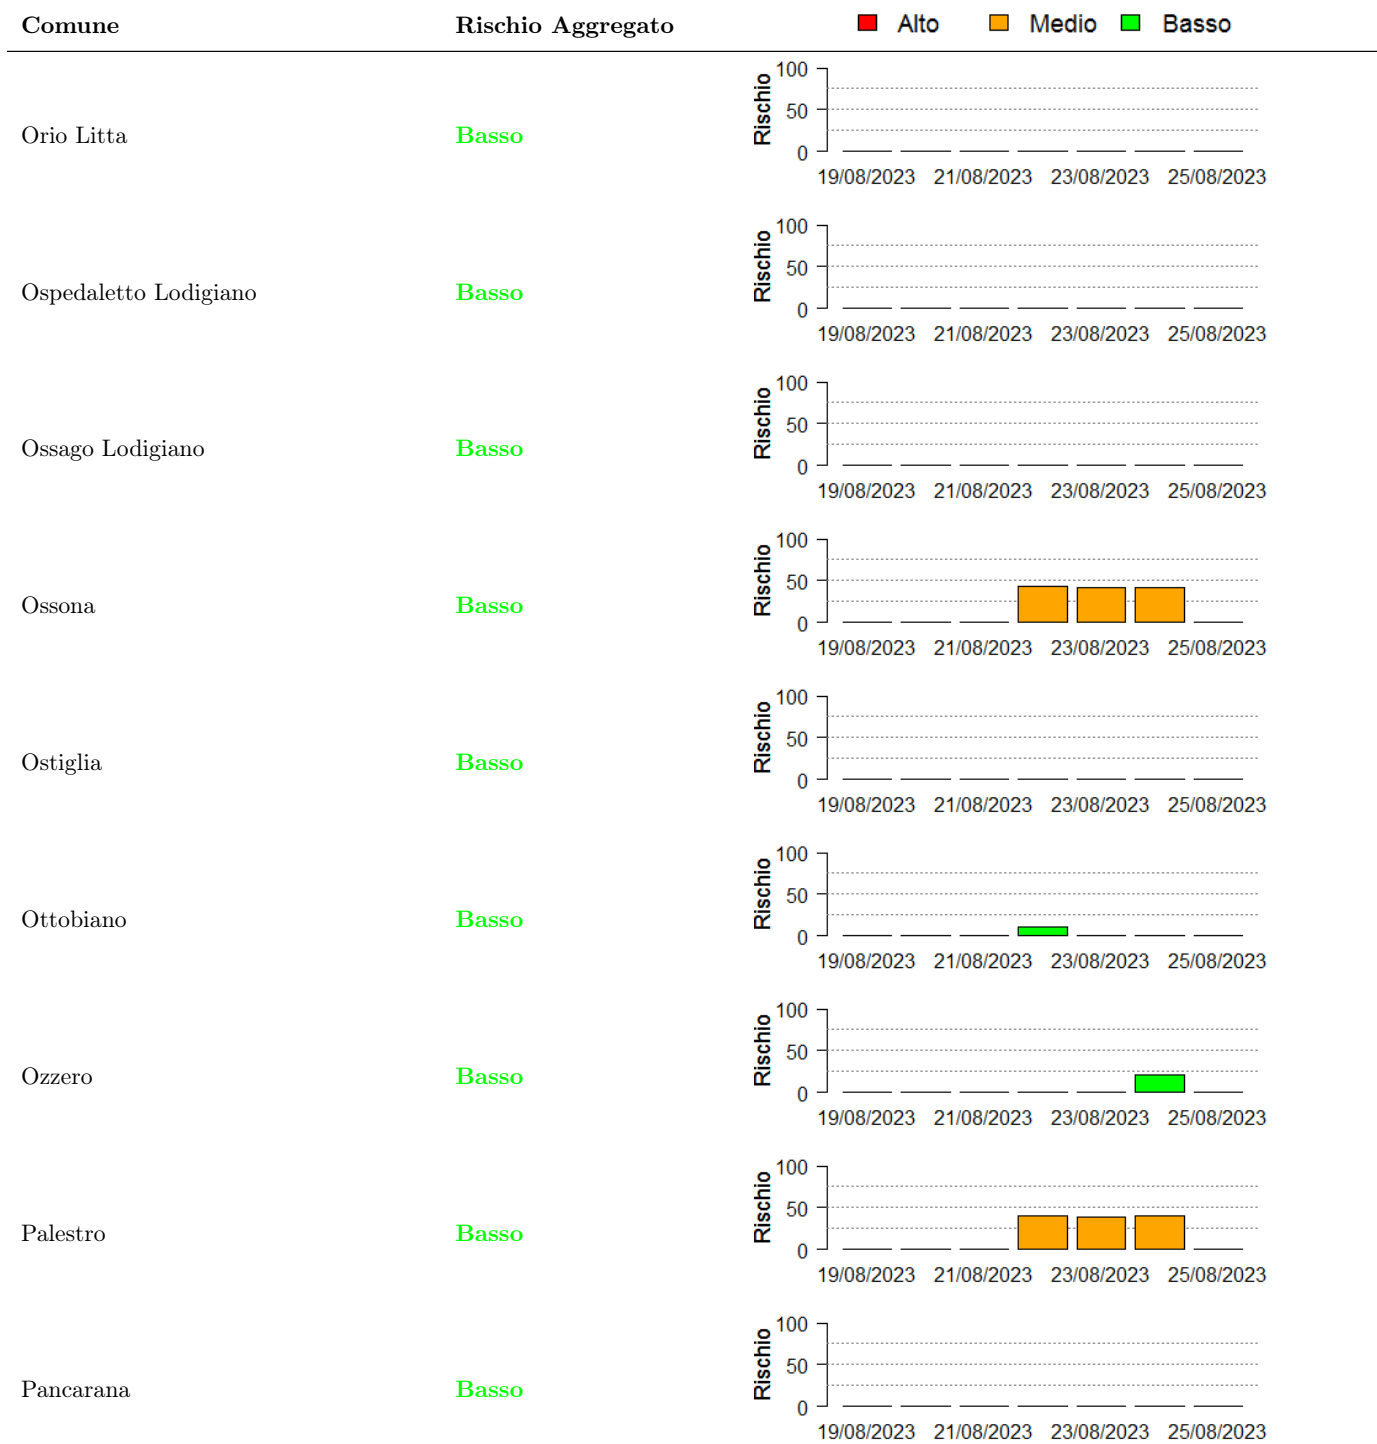 Comune Rischio Aggregato Alto Medio Basso
100
50
0
Rischio
Orio Litta Basso
19/08/2023 21/08/2023 23/08/2023 25/08/2023
100
50
0
Rischio
Ospedaletto Lodigiano Basso
19/08/2023 21/08/2023 23/08/2023 25/08/2023
100
50
0
Rischio
Ossago Lodigiano Basso
19/08/2023 21/08/2023 23/08/2023 25/08/2023
100
50
0
Rischio
Ossona Basso
19/08/2023 21/08/2023 23/08/2023 25/08/2023
100
50
0
Rischio
Ostiglia Basso
19/08/2023 21/08/2023 23/08/2023 25/08/2023
100
50
0
Rischio
Ottobiano Basso
19/08/2023 21/08/2023 23/08/2023 25/08/2023
100
50
0
Rischio
Ozzero Basso
19/08/2023 21/08/2023 23/08/2023 25/08/2023
100
50
0
Rischio
Palestro Basso
19/08/2023 21/08/2023 23/08/2023 25/08/2023
100
50
0
Rischio
Pancarana Basso
19/08/2023 21/08/2023 23/08/2023 25/08/2023